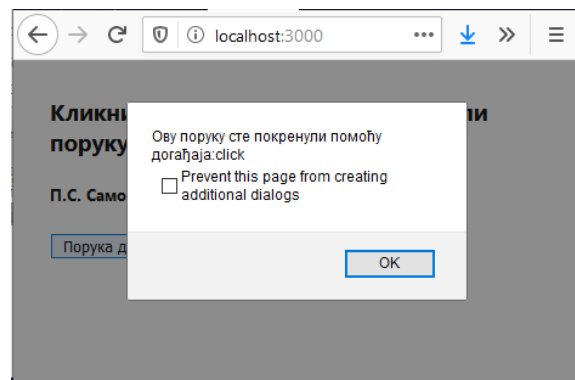 localhost:3000
Кликни
ли
поруку
Ову поруку сте покренули помоћу
догађаја:click
Prevent this page from creating
additional dialogs
П.С. Само
Порука д
OK